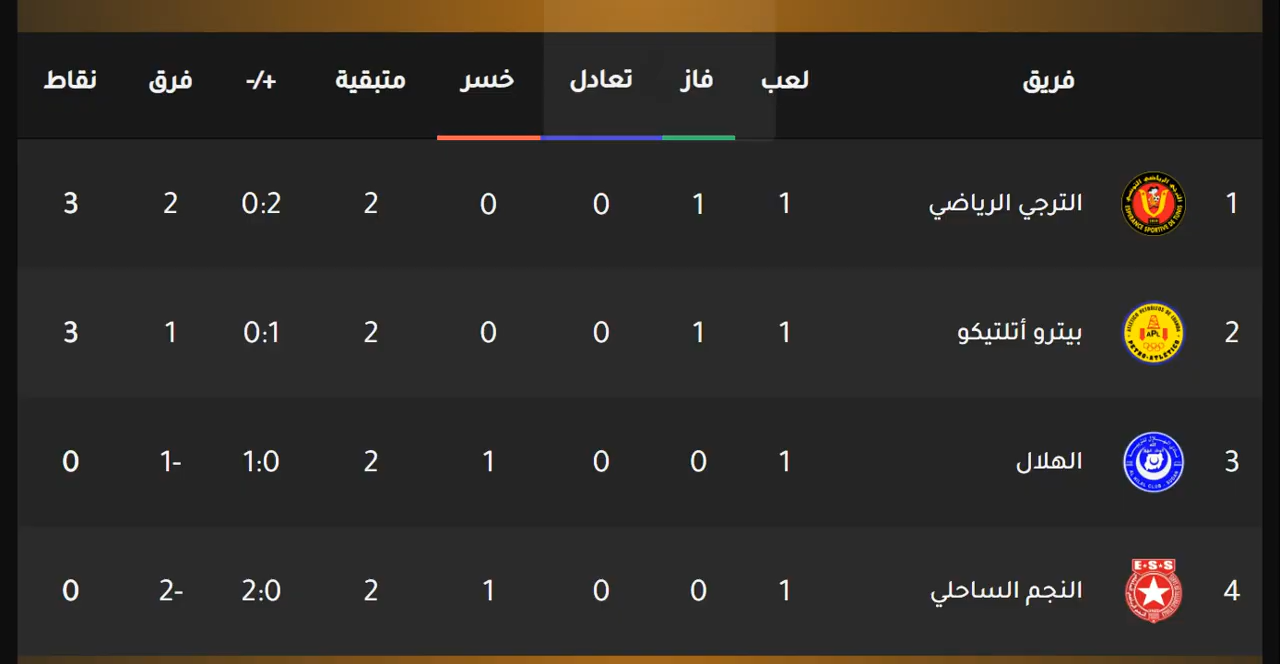 فريق لعب فاز تعادل خسر متبقية +/- فرق نقاط
1 الترجي الرياضي 1 1 0 0 2 0:2 2 3
2 بيترو أتلتيكو 1 1 0 0 2 0:1 1 3
3 الهلال 1 0 0 1 2 1:0 1- 0
4 E·S·S النجم الساحلي 1 0 0 1 2 2:0 2- 0